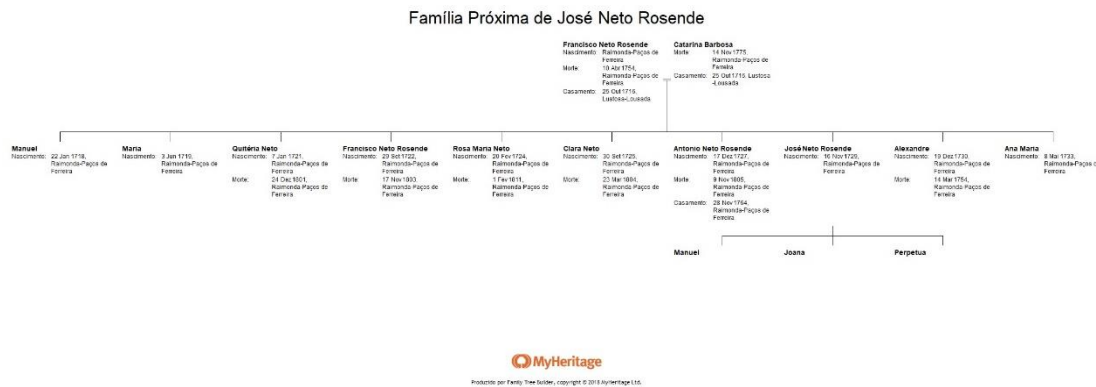 Família Próxima de José Neto Rosende
Francisco Neto Rosende
Nascimento: Raimonda-Paços de
Ferreira
Morte: 10 Abr 1754,
Raimonda-Paços de
Ferreira
Casamento: 25 Out 1715,
Lustosa-Lousada
Catarina Barbosa
Morte: 14 Nov 1775,
Raimonda-Paços de
Ferreira
Casamento: 25 Out 1715, Lustosa
-Lousada
Manuel
Nascimento: 22 Jan 1718,
Raimonda-Paços de
Ferreira
Maria
Nascimento: 3 Jan 1719,
Raimonda-Paços de
Ferreira
Quitéria Neto
Nascimento: 7 Jan 1721,
Raimonda-Paços de
Ferreira
Morte: 24 Dez 1801,
Raimonda-Paços de
Ferreira
Francisco Neto Rosende
Nascimento: 20 Set 1722,
Raimonda-Paços de
Ferreira
Morte: 17 Nov
Raimonda-Paços de
Ferreira
Rosa Maria Neto
Nascimento: 20 Fev 1724,
Raimonda-Paços de
Ferreira
Morte: 1 Fev 1811,
Raimonda-Paços de
Ferreira
Clara Neto
Nascimento: 30 Set 1725,
Raimonda-Paços de
Ferreira
Morte: 23 Mar
Raimonda-Paços de
Ferreira
Antonio Neto Rosende
Nascimento: 17 Dez 1727,
Raimonda-Paços de
Ferreira
Morte: 9 Nov 1805,
Raimonda-Paços de
Ferreira
Casamento: 28 Nov 1764,
Raimonda-Paços de
Ferreira
José Neto Rosende
Nascimento: 16 Nov 1729,
Raimonda-Paços de
Ferreira
Alexandre
Nascimento: 19 Dez 1730,
Raimonda-Paços de
Ferreira
Morte: 14 Mar 1754,
Raimonda-Paços de
Ferreira
Ana Maria
Nascimento: 8 Mai 1733,
Raimonda-Paços de
Ferreira
Manuel
Joana
Perpetua
MyHeritage
Produzido por Family Tree Builder, copyright © 2018 MyHeritage Ltd.